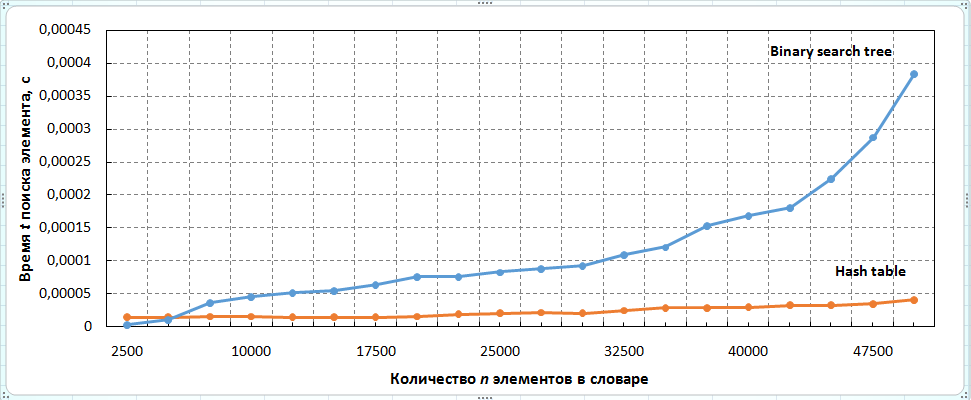 0,00045
0,0004
0,00035
0,0003
0,00025
0,0002
0,00015
0,0001
0,00005
0
Время t поиска элемента, с
Binary search tree
Hash table
2500 10000 17500 25000 32500 40000 47500
Количество n элементов в словаре